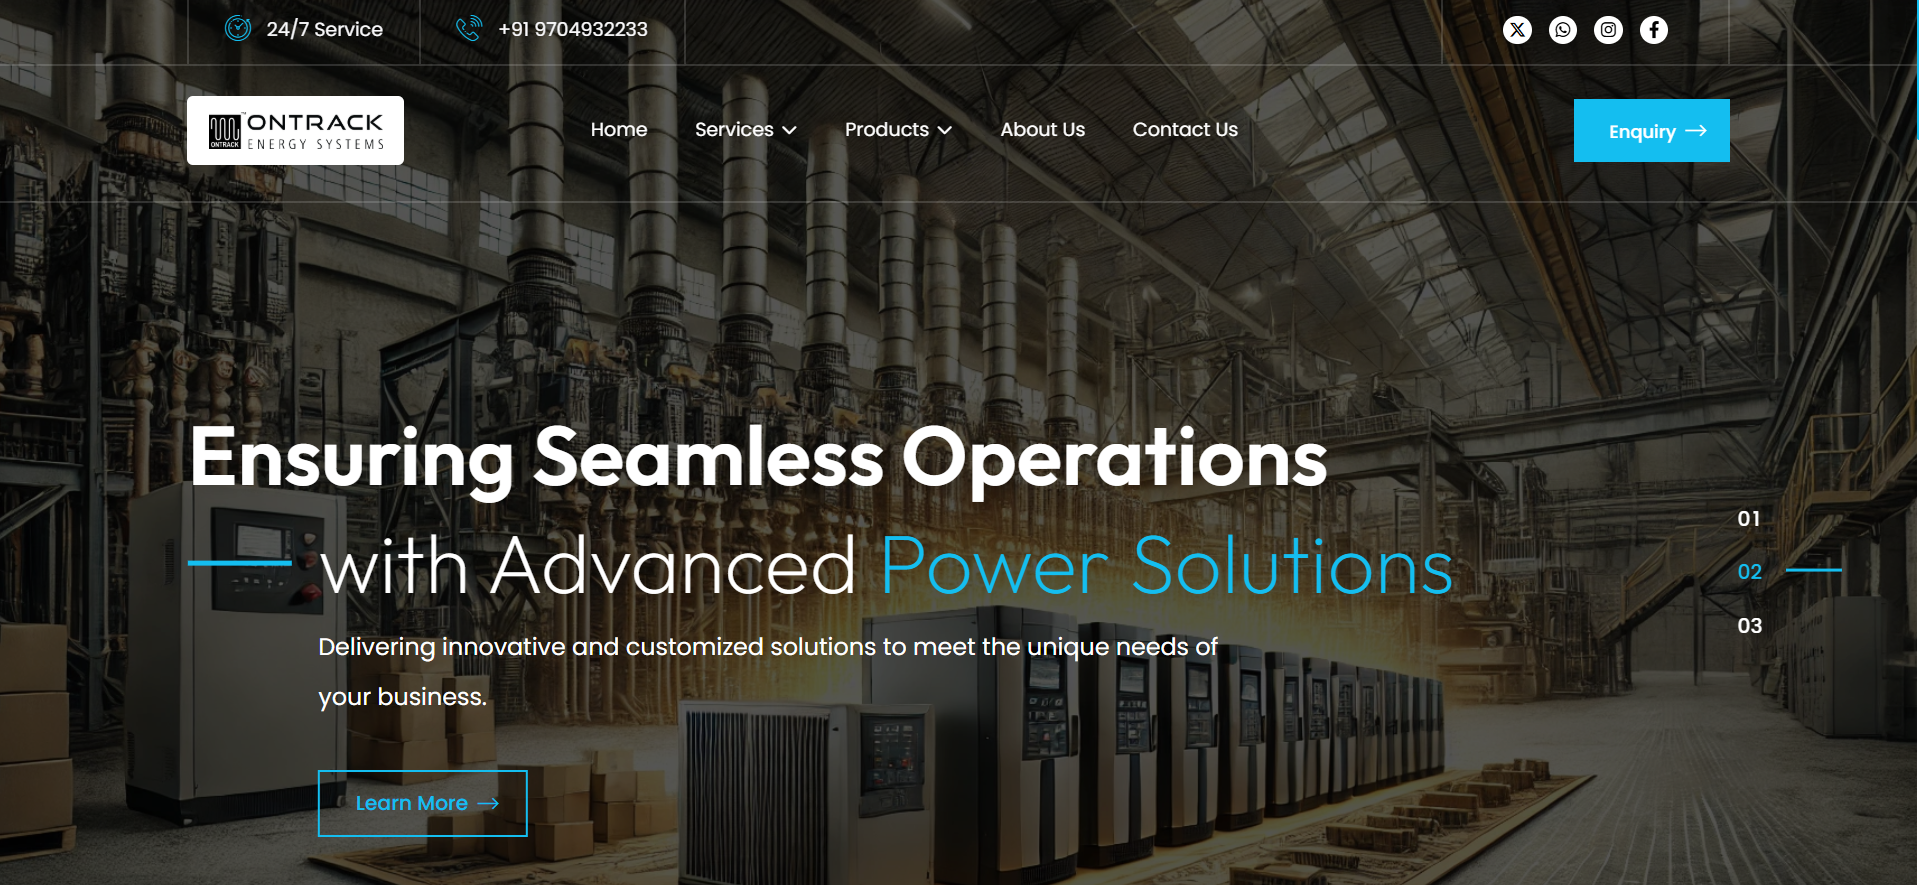 24/7 Service
+91 9704932233
ONTRACK
ENERGY SYSTEMS
ONTRACK
TM
Home
Services
Products
About Us
Contact Us
Enquiry
Ensuring Seamless Operations
with Advanced Power Solutions
Delivering innovative and customized solutions to meet the unique needs of
your business.
Learn More
01
02
03